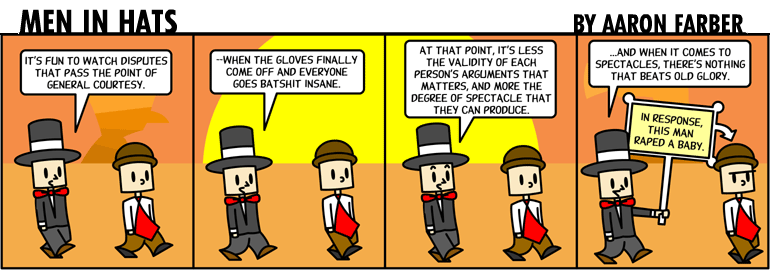 MEN IN HATS
BY AARON FARBER
IT'S FUN TO WATCH DISPUTES
THAT PASS THE POINT OF
GENERAL COURTESY.
--WHEN THE GLOVES FINALLY
COME OFF AND EVERYONE
GOES BATSHIT INSANE.
AT THAT POINT, IT'S LESS
THE VALIDITY OF EACH
PERSON'S ARGUMENTS THAT
MATTERS, AND MORE THE
DEGREE OF SPECTACLE THAT
THEY CAN PRODUCE.
...AND WHEN IT COMES TO
SPECTACLES, THERE'S NOTHING
THAT BEATS OLD GLORY.
IN RESPONSE,
THIS MAN
RAPED A BABY.